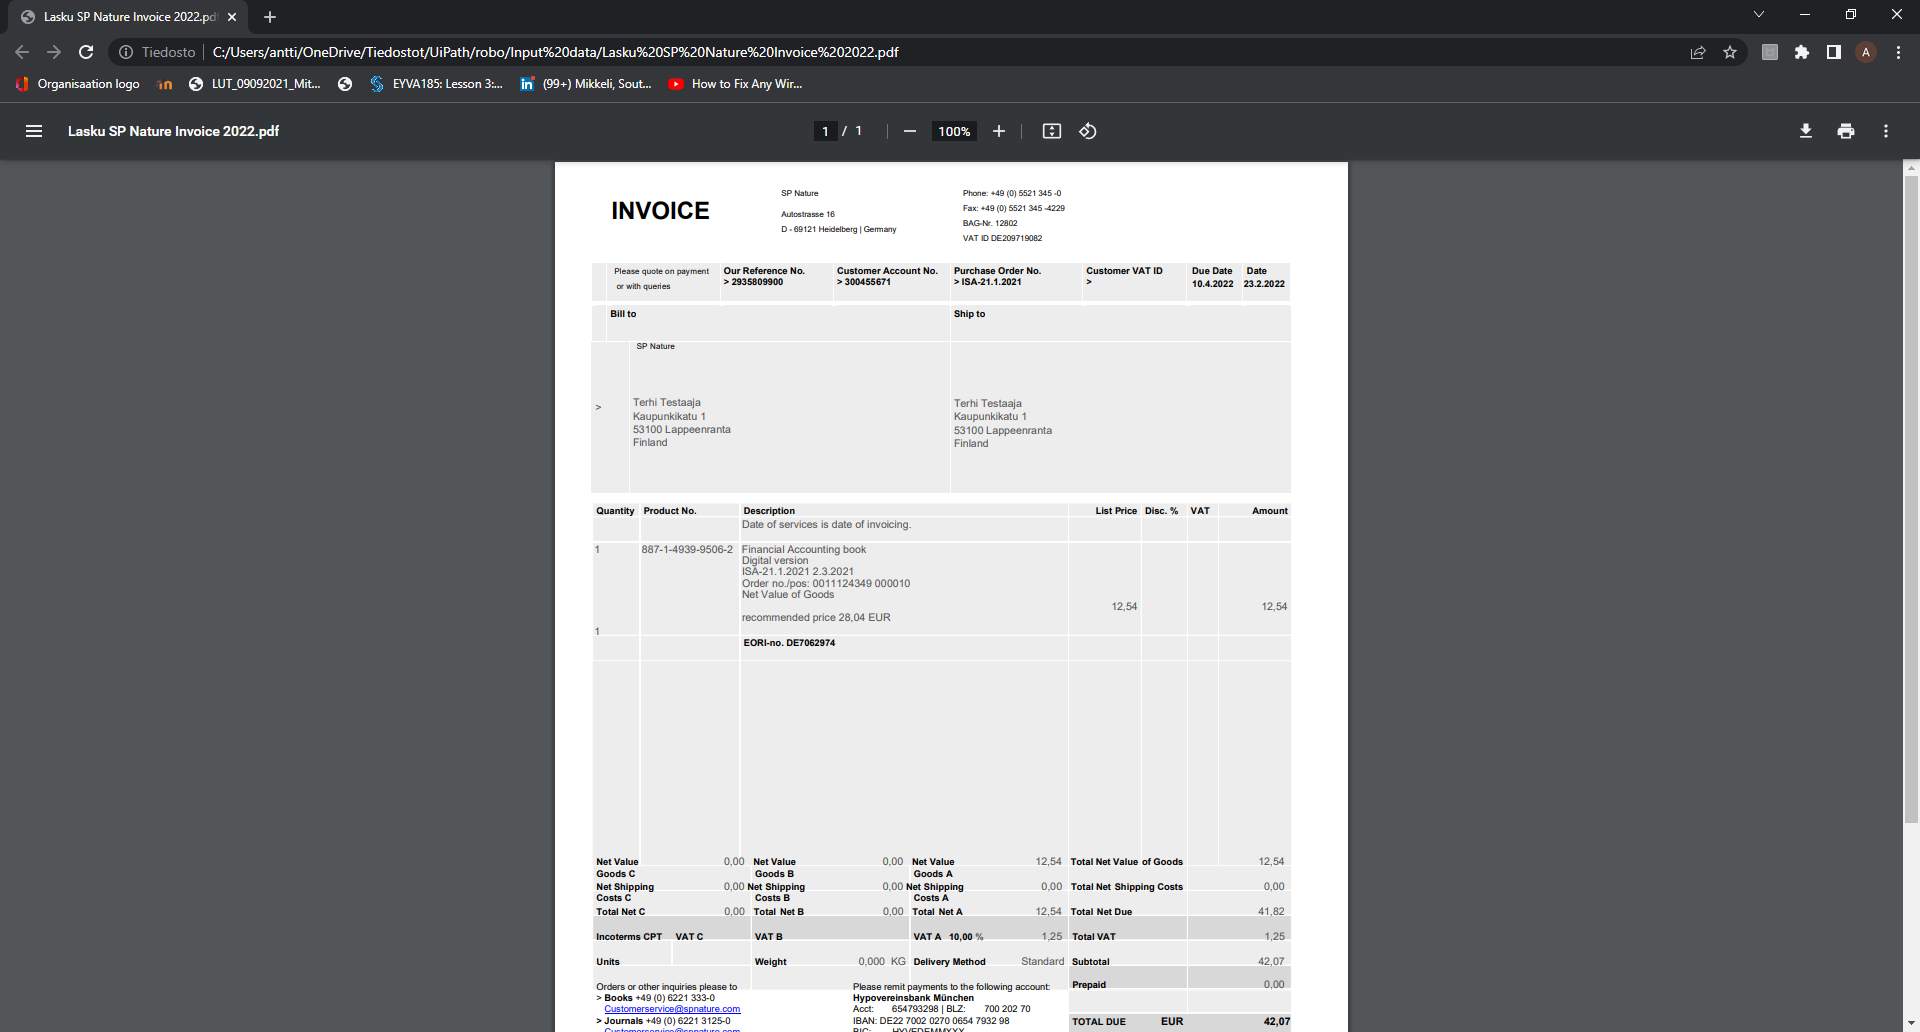 Lasku SP Nature Invoice 2022.pd
Tiedosto C:/Users/antti/OneDrive/Tiedostot/UiPath/robo/Input%20data/Lasku%20SP%20Nature%20Invoice%202022.pdf
A
Organisaation logo
LUT_09092021_Mit...
EYVA185: Lesson 3:...
(99+) Mikkeli, Sout...
How to Fix Any Wir...
Lasku SP Nature Invoice 2022.pdf
1 / 1
100%
INVOICE
SP Nature
Autostrasse 16
D - 69121 Heidelberg | Germany
Phone: +49 (0) 5521 345 -0
Fax: +49 (0) 5521 345 -4229
BAG-Nr. 12802
VAT ID DE209719082
Please quote on payment
or with queries
Our Reference No.
> 2935809900
Customer Account No.
> 300455671
Purchase Order No.
> ISA-21.1.2021
Customer VAT ID
>
Due Date
10.4.2022
Date
23.2.2022
Bill to
Ship to
SP Nature
>
Terhi Testaaja
Kaupunkikatu 1
53100 Lappeenranta
Finland
Terhi Testaaja
Kaupunkikatu 1
53100 Lappeenranta
Finland
Quantity Product No. Description List Price Disc. % VAT Amount
Date of services is date of invoicing.
1 887-1-4939-9506-2 Financial Accounting book
Digital version
ISA-21.1.2021 2.3.2021
Order no./pos: 0011124349 000010
Net Value of Goods
12,54 12,54
recommended price 28,04 EUR
1
EORI-no. DE7062974
Net Value 0,00 Net Value 0,00 Net Value 12,54 Total Net Value of Goods 12,54
Goods C Goods B Goods A
Net Shipping 0,00 Net Shipping 0,00 Net Shipping 0,00 Total Net Shipping Costs 0,00
Costs C Costs B Costs A
Total Net C 0,00 Total Net B 0,00 Total Net A 12,54 Total Net Due 41,82
Incoterms CPT VAT C VAT B VAT A 10,00 % 1,25 Total VAT 1,25
Units Weight 0,000 KG Delivery Method Standard Subtotal 42,07
Prepaid 0,00
Orders or other inquiries please to
> Books +49 (0) 6221 333-0
Customerservice@spnature.com
> Journals +49 (0) 6221 3125-0
Customerservice@spnature.com
Please remit payments to the following account:
Hypovereinsbank München
Acct: 654793298 | BLZ: 700 202 70
IBAN: DE22 7002 0270 0654 7932 98
BIC: HYVEDEMMXXX
TOTAL DUE EUR 42,07